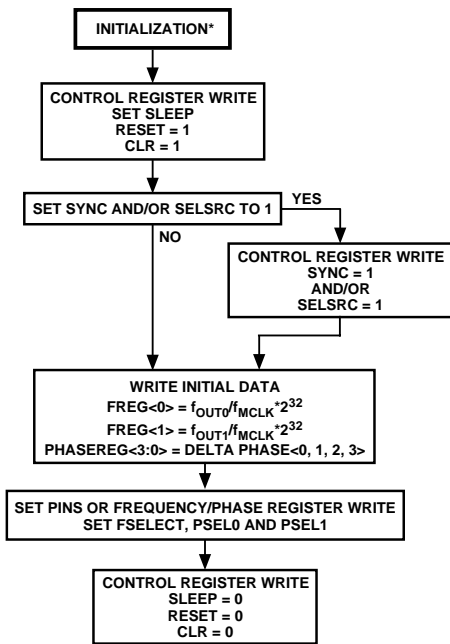 INITIALIZATION*
CONTROL REGISTER WRITE
SET SLEEP
RESET = 1
CLR = 1
SET SYNC AND/OR SELSRC TO 1
YES
NO
CONTROL REGISTER WRITE
SYNC = 1
AND/OR
SELSRC = 1
WRITE INITIAL DATA
FREG<0> = fOUT0/fMCLK*2^32
FREG<1> = fOUT1/fMCLK*2^32
PHASEREG<3:0> = DELTA PHASE<0, 1, 2, 3>
SET PINS OR FREQUENCY/PHASE REGISTER WRITE
SET FSELECT, PSEL0 AND PSEL1
CONTROL REGISTER WRITE
SLEEP = 0
RESET = 0
CLR = 0